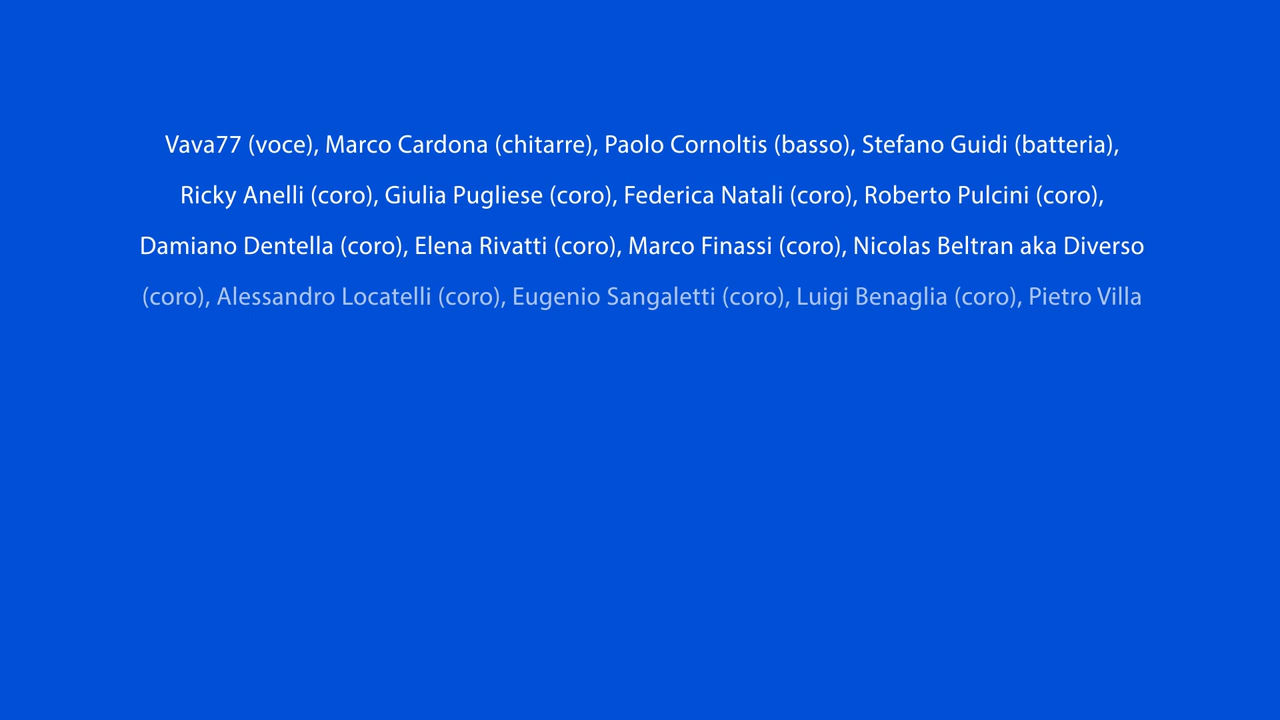 Vava77 (voce), Marco Cardona (chitarre), Paolo Cornoltis (basso), Stefano Guidi (batteria),
Ricky Anelli (coro), Giulia Pugliese (coro), Federica Natali (coro), Roberto Pulcini (coro),
Damiano Dentella (coro), Elena Rivatti (coro), Marco Finassi (coro), Nicolas Beltran aka Diverso
(coro), Alessandro Locatelli (coro), Eugenio Sangaletti (coro), Luigi Benaglia (coro), Pietro Villa